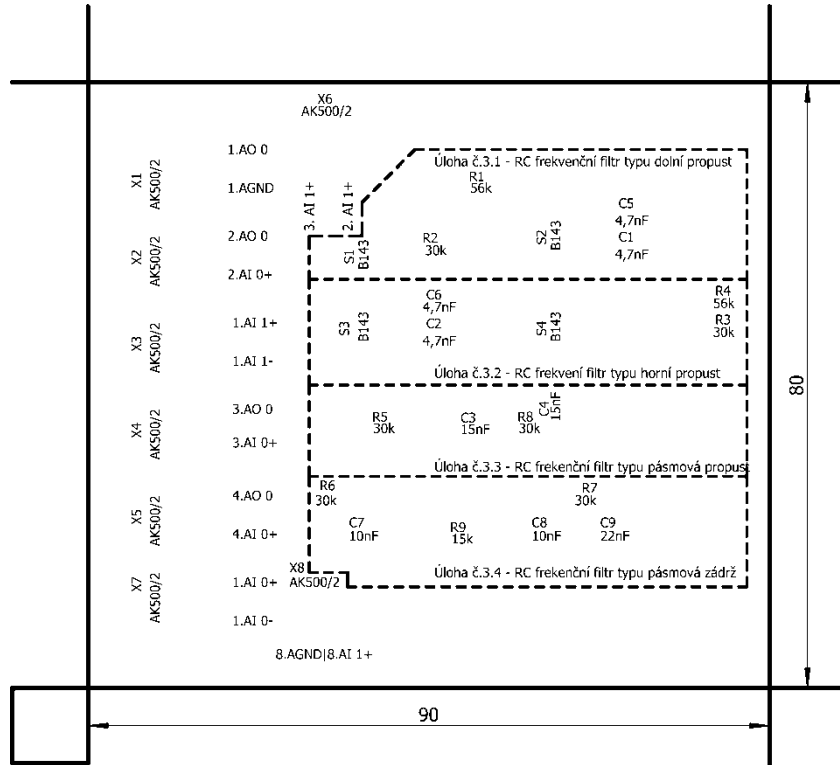 X6
AK500/2
1.AO 0
Úloha č.3.1 - RC frekvenční filtr typu dolní propust
X1
AK500/2
1.AGND
3. AI 1+
2. AI 1+
R1
56k
C5
4,7nF
X2
AK500/2
2.AO 0
S1
B143
R2
30k
S2
B143
C1
4,7nF
2.AI 0+
C6
4,7nF
R4
56k
X3
AK500/2
1.AI 1+
S3
B143
C2
4,7nF
S4
B143
R3
30k
1.AI 1-
Úloha č.3.2 - RC frekvení filtr typu horní propust
X4
AK500/2
3.AO 0
R5
30k
C3
15nF
R8
30k
C4
15nF
3.AI 0+
Úloha č.3.3 - RC frekenční filtr typu pásmová propust
4.AO 0
R6
30k
R7
30k
X5
AK500/2
4.AI 0+
C7
10nF
R9
15k
C8
10nF
C9
22nF
X8
AK500/2
Úloha č.3.4 - RC frekenční filtr typu pásmová zádrž
X7
AK500/2
1.AI 0+
1.AI 0-
8.AGND|8.AI 1+
80
90